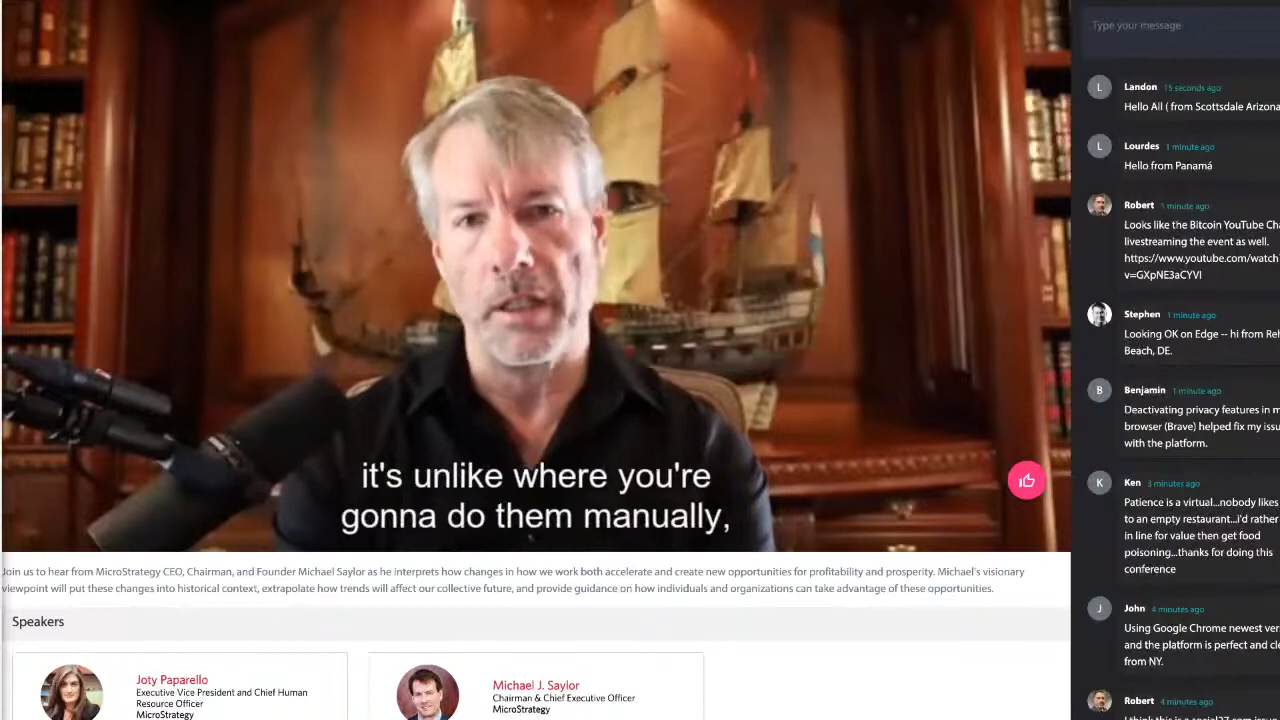 it's unlike where you're
gonna do them manually,
Join us to hear from MicroStrategy CEO, Chairman, and Founder Michael Saylor as he interprets how changes in how we work both accelerate and create new opportunities for profitability and prosperity. Michael's visionary
viewpoint will put these changes into historical context, extrapolate how trends will affect our collective future, and provide guidance on how individuals and organizations can take advantage of these opportunities.
Speakers
Joty Paparello
Executive Vice President and Chief Human
Resource Officer
MicroStrategy
Michael J. Saylor
Chairman & Chief Executive Officer
MicroStrategy
Type your message
L
Landon 15 seconds ago
Hello All ( from Scottsdale Arizona
L
Lourdes 1 minute ago
Hello from Panamá
Robert 1 minute ago
Looks like the Bitcoin YouTube Cha
livestreaming the event as well.
https://www.youtube.com/watch?
v=GXpNE3aCYVI
Stephen 1 minute ago
Looking OK on Edge -- hi from Reh
Beach, DE.
B
Benjamin 1 minute ago
Deactivating privacy features in m
browser (Brave) helped fix my issu
with the platform.
K
Ken 3 minutes ago
Patience is a virtual...nobody likes
to an empty restaurant...i'd rather
in line for value then get food
poisoning...thanks for doing this
conference
J
John 4 minutes ago
Using Google Chrome newest ver
and the platform is perfect and cle
from NY.
Robert 4 minutes ago